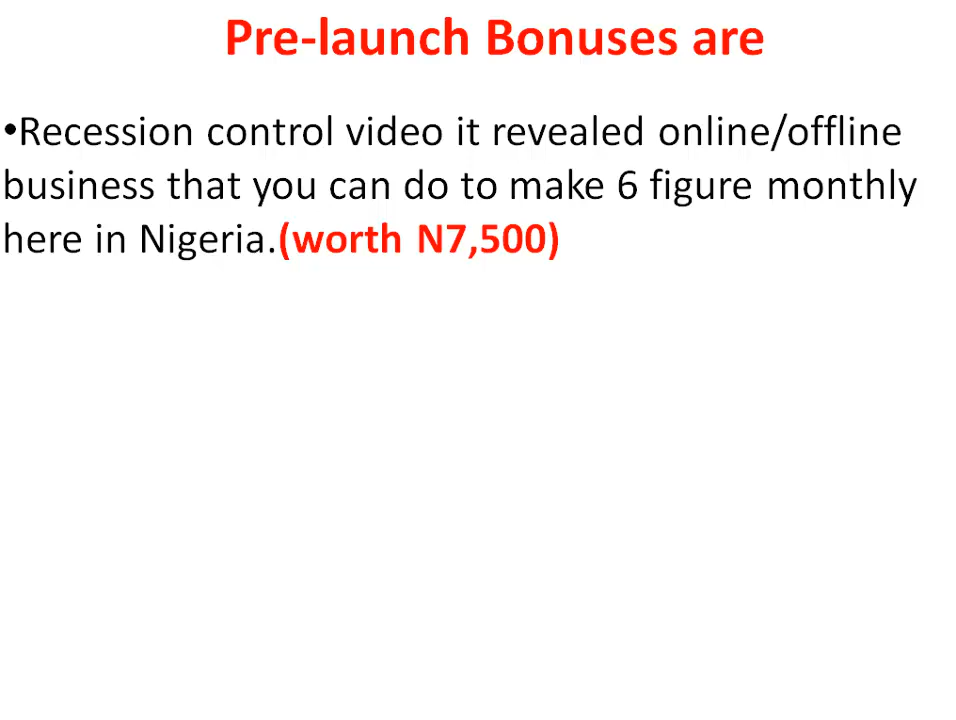 Pre-launch Bonuses are
•Recession control video it revealed online/offline
business that you can do to make 6 figure monthly
here in Nigeria.(worth N7,500)